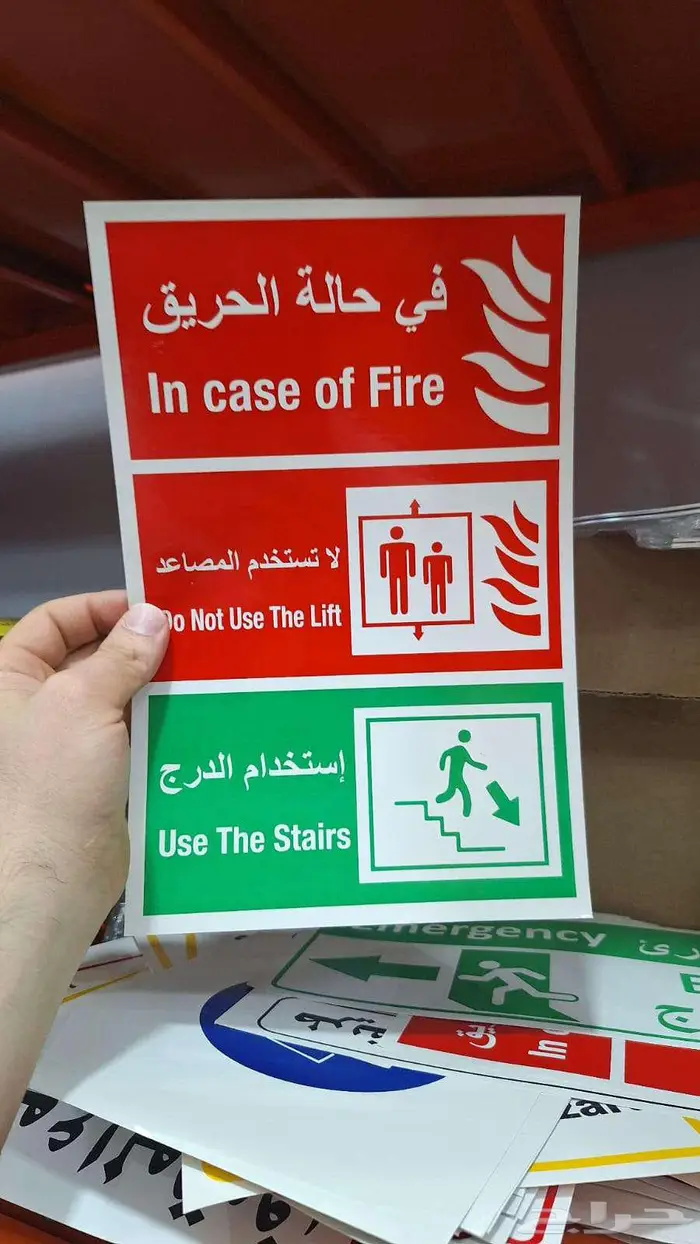 في حالة الحريق
In case of Fire
لا تستخدم المصاعد
Do Not Use The Lift
إستخدام الدرج
Use The Stairs
Emergency
حراج